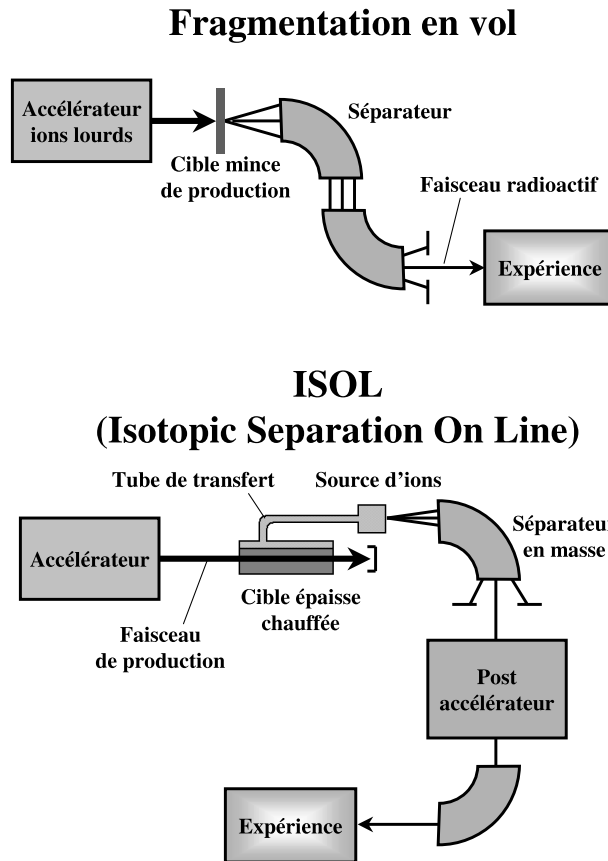 Fragmentation en vol
Accélérateur
ions lourds
Séparateur
Cible mince
de production
Faisceau radioactif
Expérience
ISOL
(Isotopic Separation On Line)
Tube de transfert
Source d'ions
Accélérateur
Séparateur
en masse
Cible épaisse
chauffée
Faisceau
de production
Post
accélérateur
Expérience